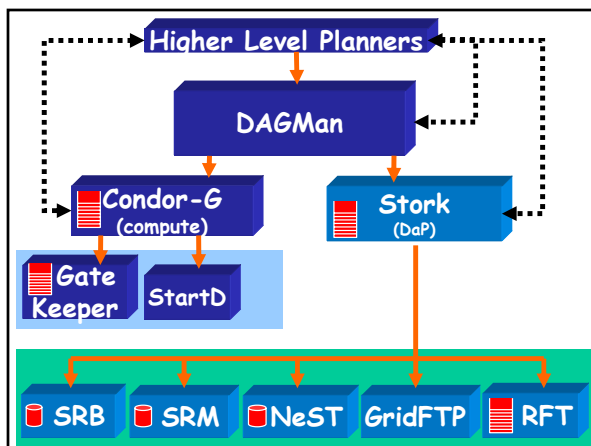 Higher Level Planners
DAGMan
Condor-G
(compute)
Stork
(DaP)
Gate
Keeper
StartD
SRB
SRM
NeST
GridFTP
RFT